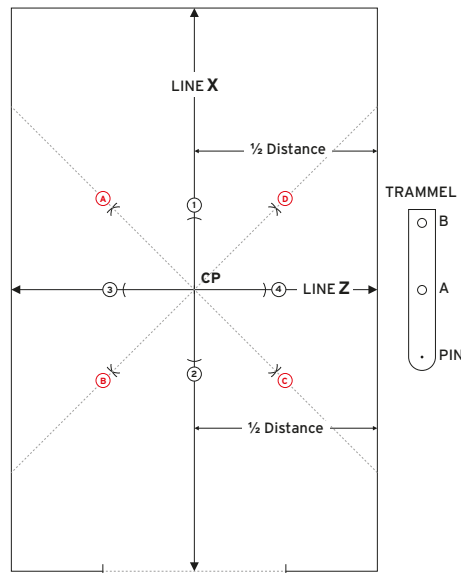 LINE X
½ Distance
TRAMMEL
A
1
D
B
CP
3
4
LINE Z
A
PIN
B
2
C
½ Distance